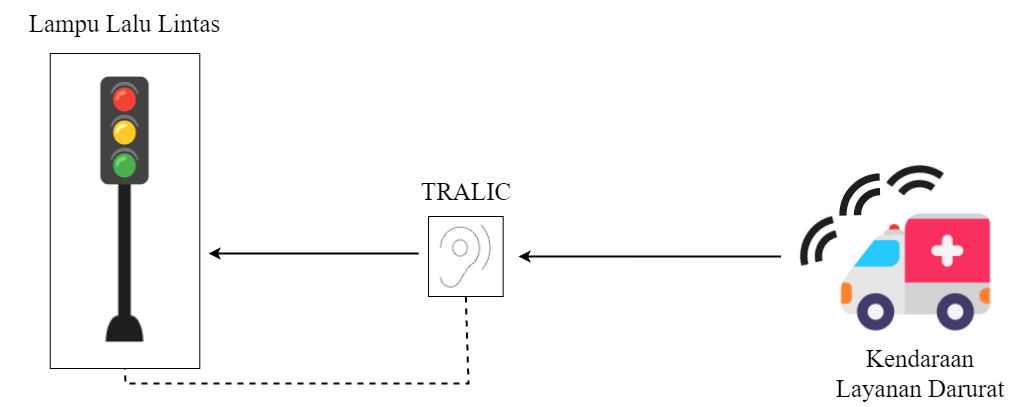 Lampu Lalu Lintas
TRALIC
Kendaraan
Layanan Darurat